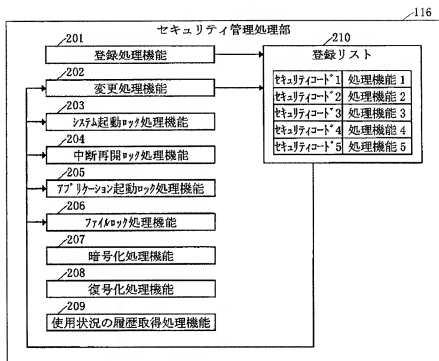 116
セキュリティ管理処理部
201
登録処理機能
202
変更処理機能
203
システム起動ロック処理機能
204
中断再開ロック処理機能
205
アプリケーション起動ロック処理機能
206
ファイルロック処理機能
207
暗号化処理機能
208
復号化処理機能
209
使用状況の履歴取得処理機能
210
登録リスト
セキュリティコード1 処理機能1
セキュリティコード2 処理機能2
セキュリティコード3 処理機能3
セキュリティコード4 処理機能4
セキュリティコード5 処理機能5